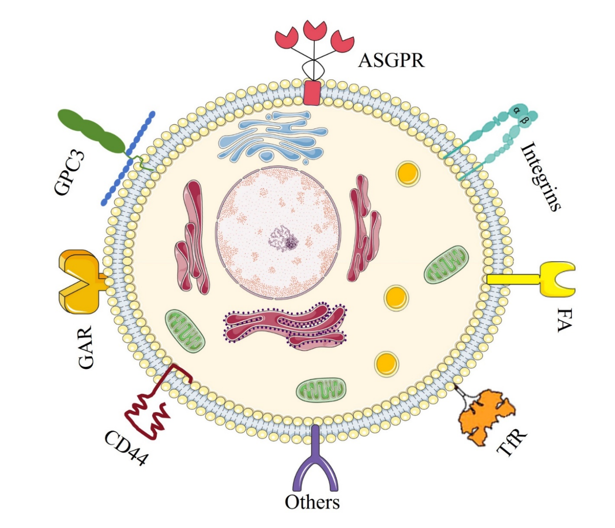 ASGPR
α
β
Integrins
GPC3
GAR
FA
CD44
TfR
Others